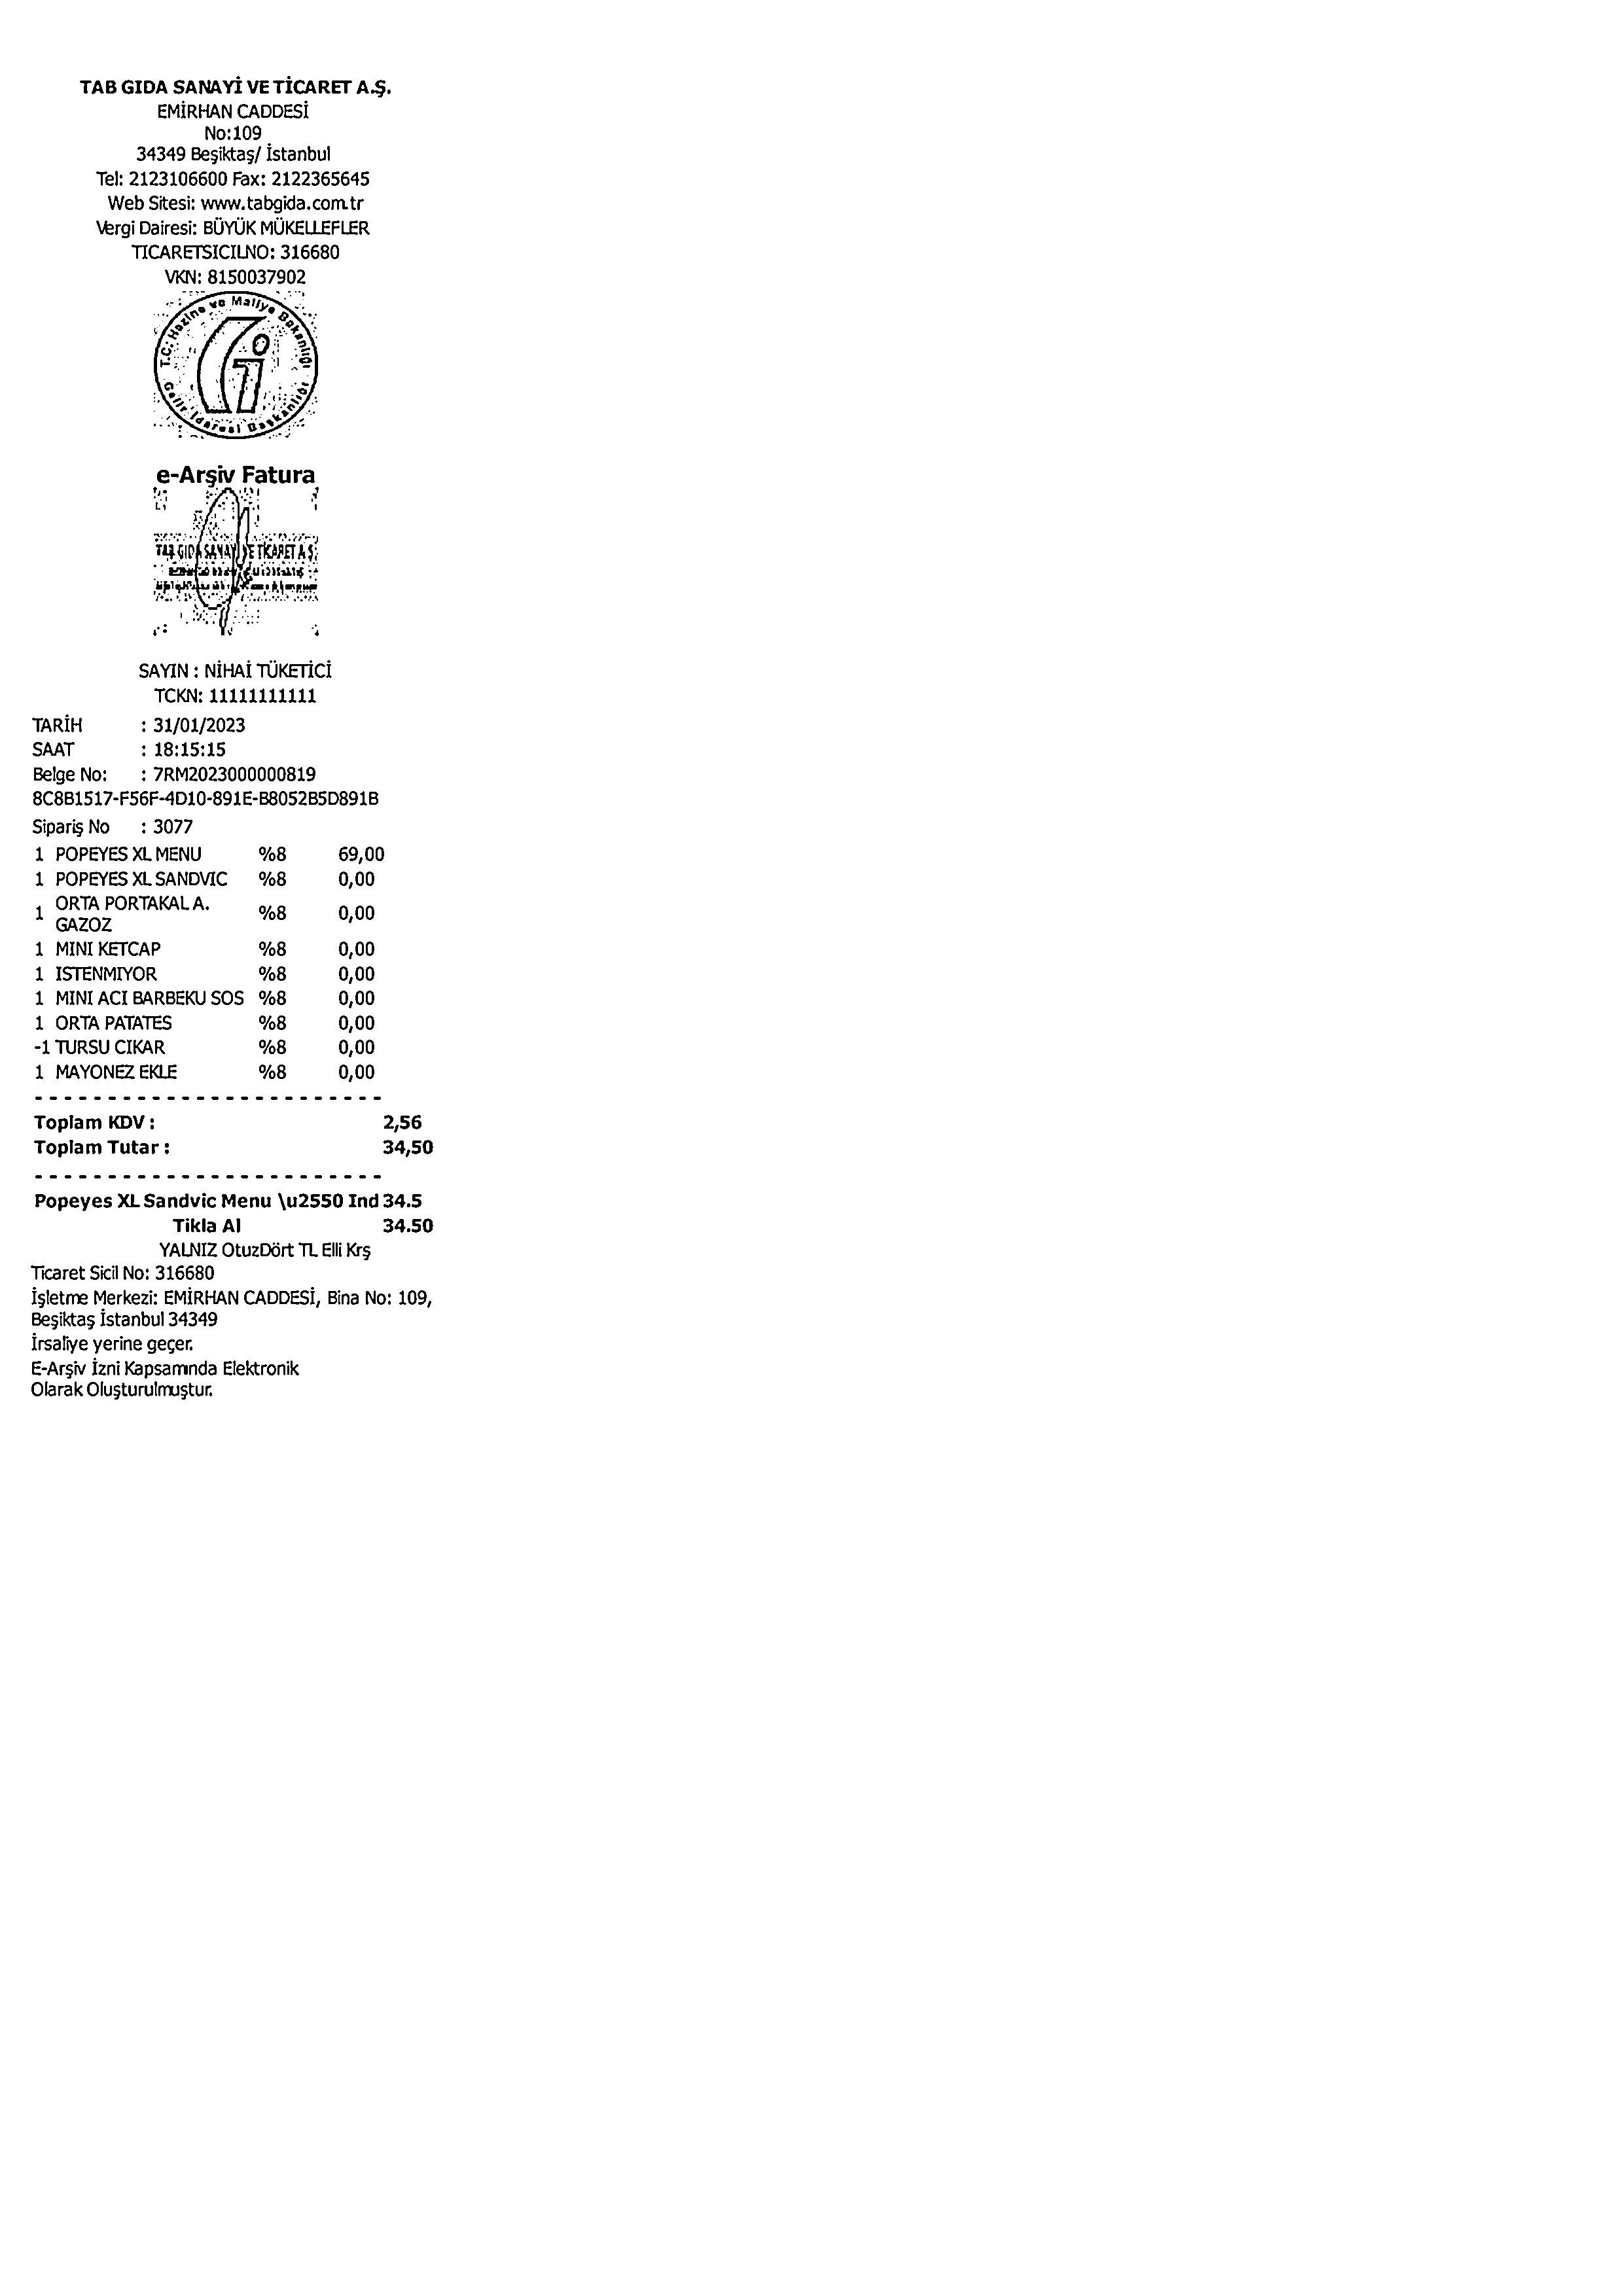 TAB GIDA SANAYİ VE TİCARET A.Ş.
EMİRHAN CADDESİ
No:109
34349 Beşiktaş/ İstanbul
Tel: 2123106600 Fax: 2122365645
Web Sitesi: www.tabgida.com.tr
Vergi Dairesi: BÜYÜK MÜKELLEFLER
TICARETSICILNO: 316680
VKN: 8150037902
T.C. Hazine ve Maliye Bakanlığı
Gelir İdaresi Başkanlığı
e-Arşiv Fatura
TAB GIDA SANAYİ VE TİCARET A.Ş.
SAYIN : NİHAİ TÜKETİCİ
TCKN: 11111111111
TARİH : 31/01/2023
SAAT : 18:15:15
Belge No: : 7RM2023000000819
8C8B1517-F56F-4D10-891E-B8052B5D891B
Sipariş No : 3077
1 POPEYES XL MENU %8 69,00
1 POPEYES XL SANDVIC %8 0,00
1 ORTA PORTAKAL A. %8 0,00
GAZOZ
1 MINI KETCAP %8 0,00
1 ISTENMIYOR %8 0,00
1 MINI ACI BARBEKU SOS %8 0,00
1 ORTA PATATES %8 0,00
-1 TURSU CIKAR %8 0,00
1 MAYONEZ EKLE %8 0,00
- - - - - - - - - - - - - - - - - - - - - - - -
Toplam KDV : 2,56
Toplam Tutar : 34,50
- - - - - - - - - - - - - - - - - - - - - - - -
Popeyes XL Sandvic Menu \u2550 Ind 34.5
Tikla Al 34.50
YALNIZ OtuzDört TL Elli Krş
Ticaret Sicil No: 316680
İşletme Merkezi: EMİRHAN CADDESİ, Bina No: 109,
Beşiktaş İstanbul 34349
İrsaliye yerine geçer.
E-Arşiv İzni Kapsamında Elektronik
Olarak Oluşturulmuştur.